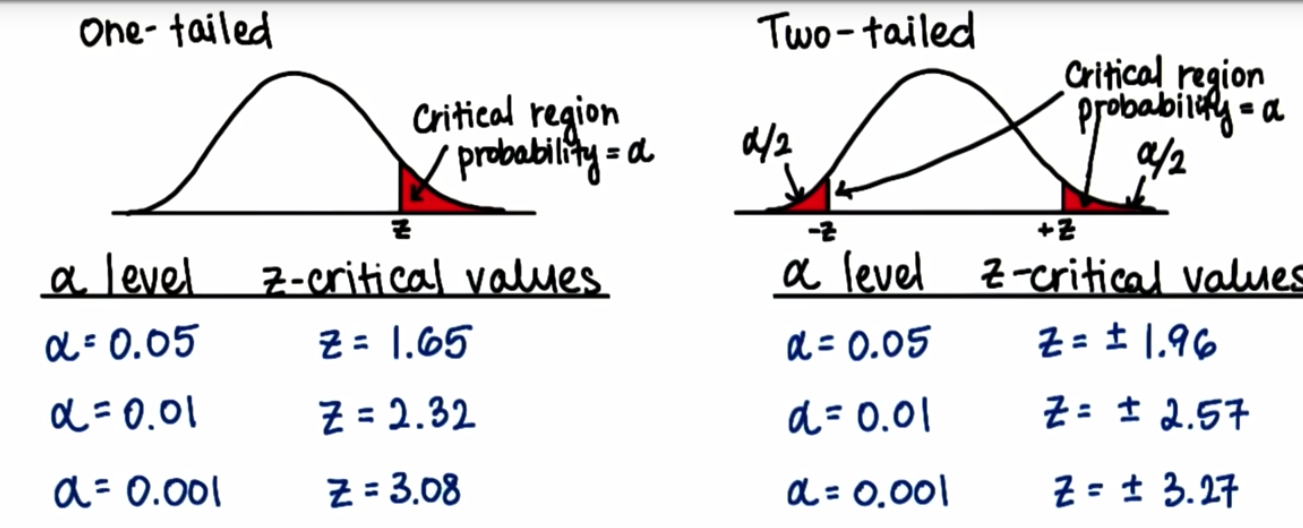 One-tailed
Critical region
probability = α
z
α level z-critical values
α = 0.05 z = 1.65
α = 0.01 z = 2.32
α = 0.001 z = 3.08
Two-tailed
Critical region
probability = α
α/2
α/2
-z
+z
α level z-critical values
α = 0.05 z = ± 1.96
α = 0.01 z = ± 2.57
α = 0.001 z = ± 3.27